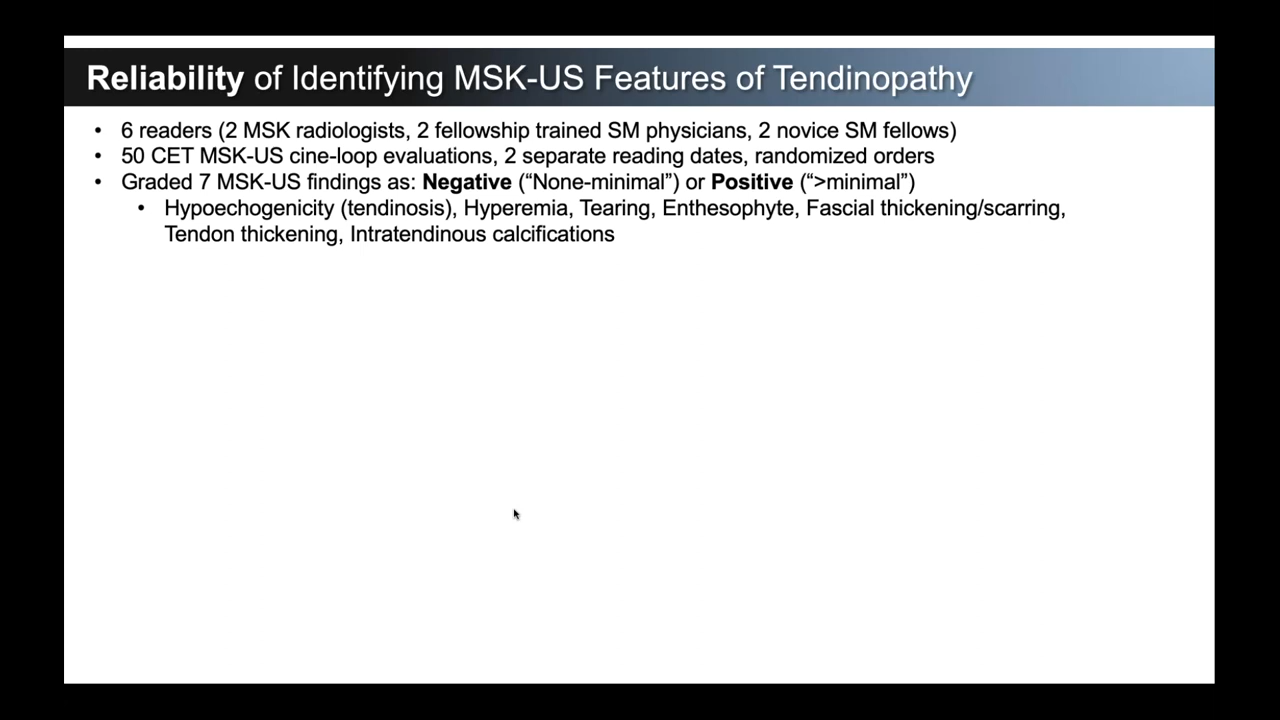 Reliability of Identifying MSK-US Features of Tendinopathy
• 6 readers (2 MSK radiologists, 2 fellowship trained SM physicians, 2 novice SM fellows)
• 50 CET MSK-US cine-loop evaluations, 2 separate reading dates, randomized orders
• Graded 7 MSK-US findings as: Negative (“None-minimal”) or Positive (“>minimal”)
• Hypoechogenicity (tendinosis), Hyperemia, Tearing, Enthesophyte, Fascial thickening/scarring,
Tendon thickening, Intratendinous calcifications